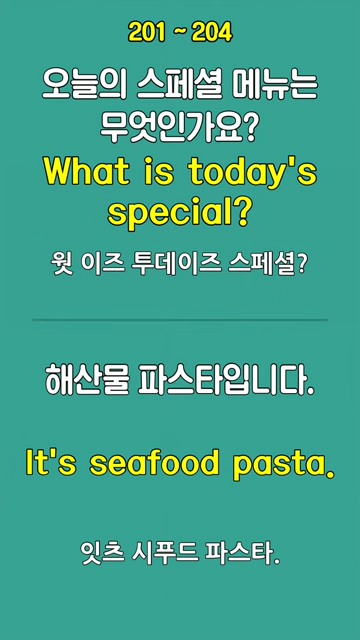 201 ~ 204
오늘의 스페셜 메뉴는
무엇인가요?
What is today's
special?
웟 이즈 투데이즈 스페셜?
해산물 파스타입니다.
It's seafood pasta.
잇츠 시푸드 파스타.